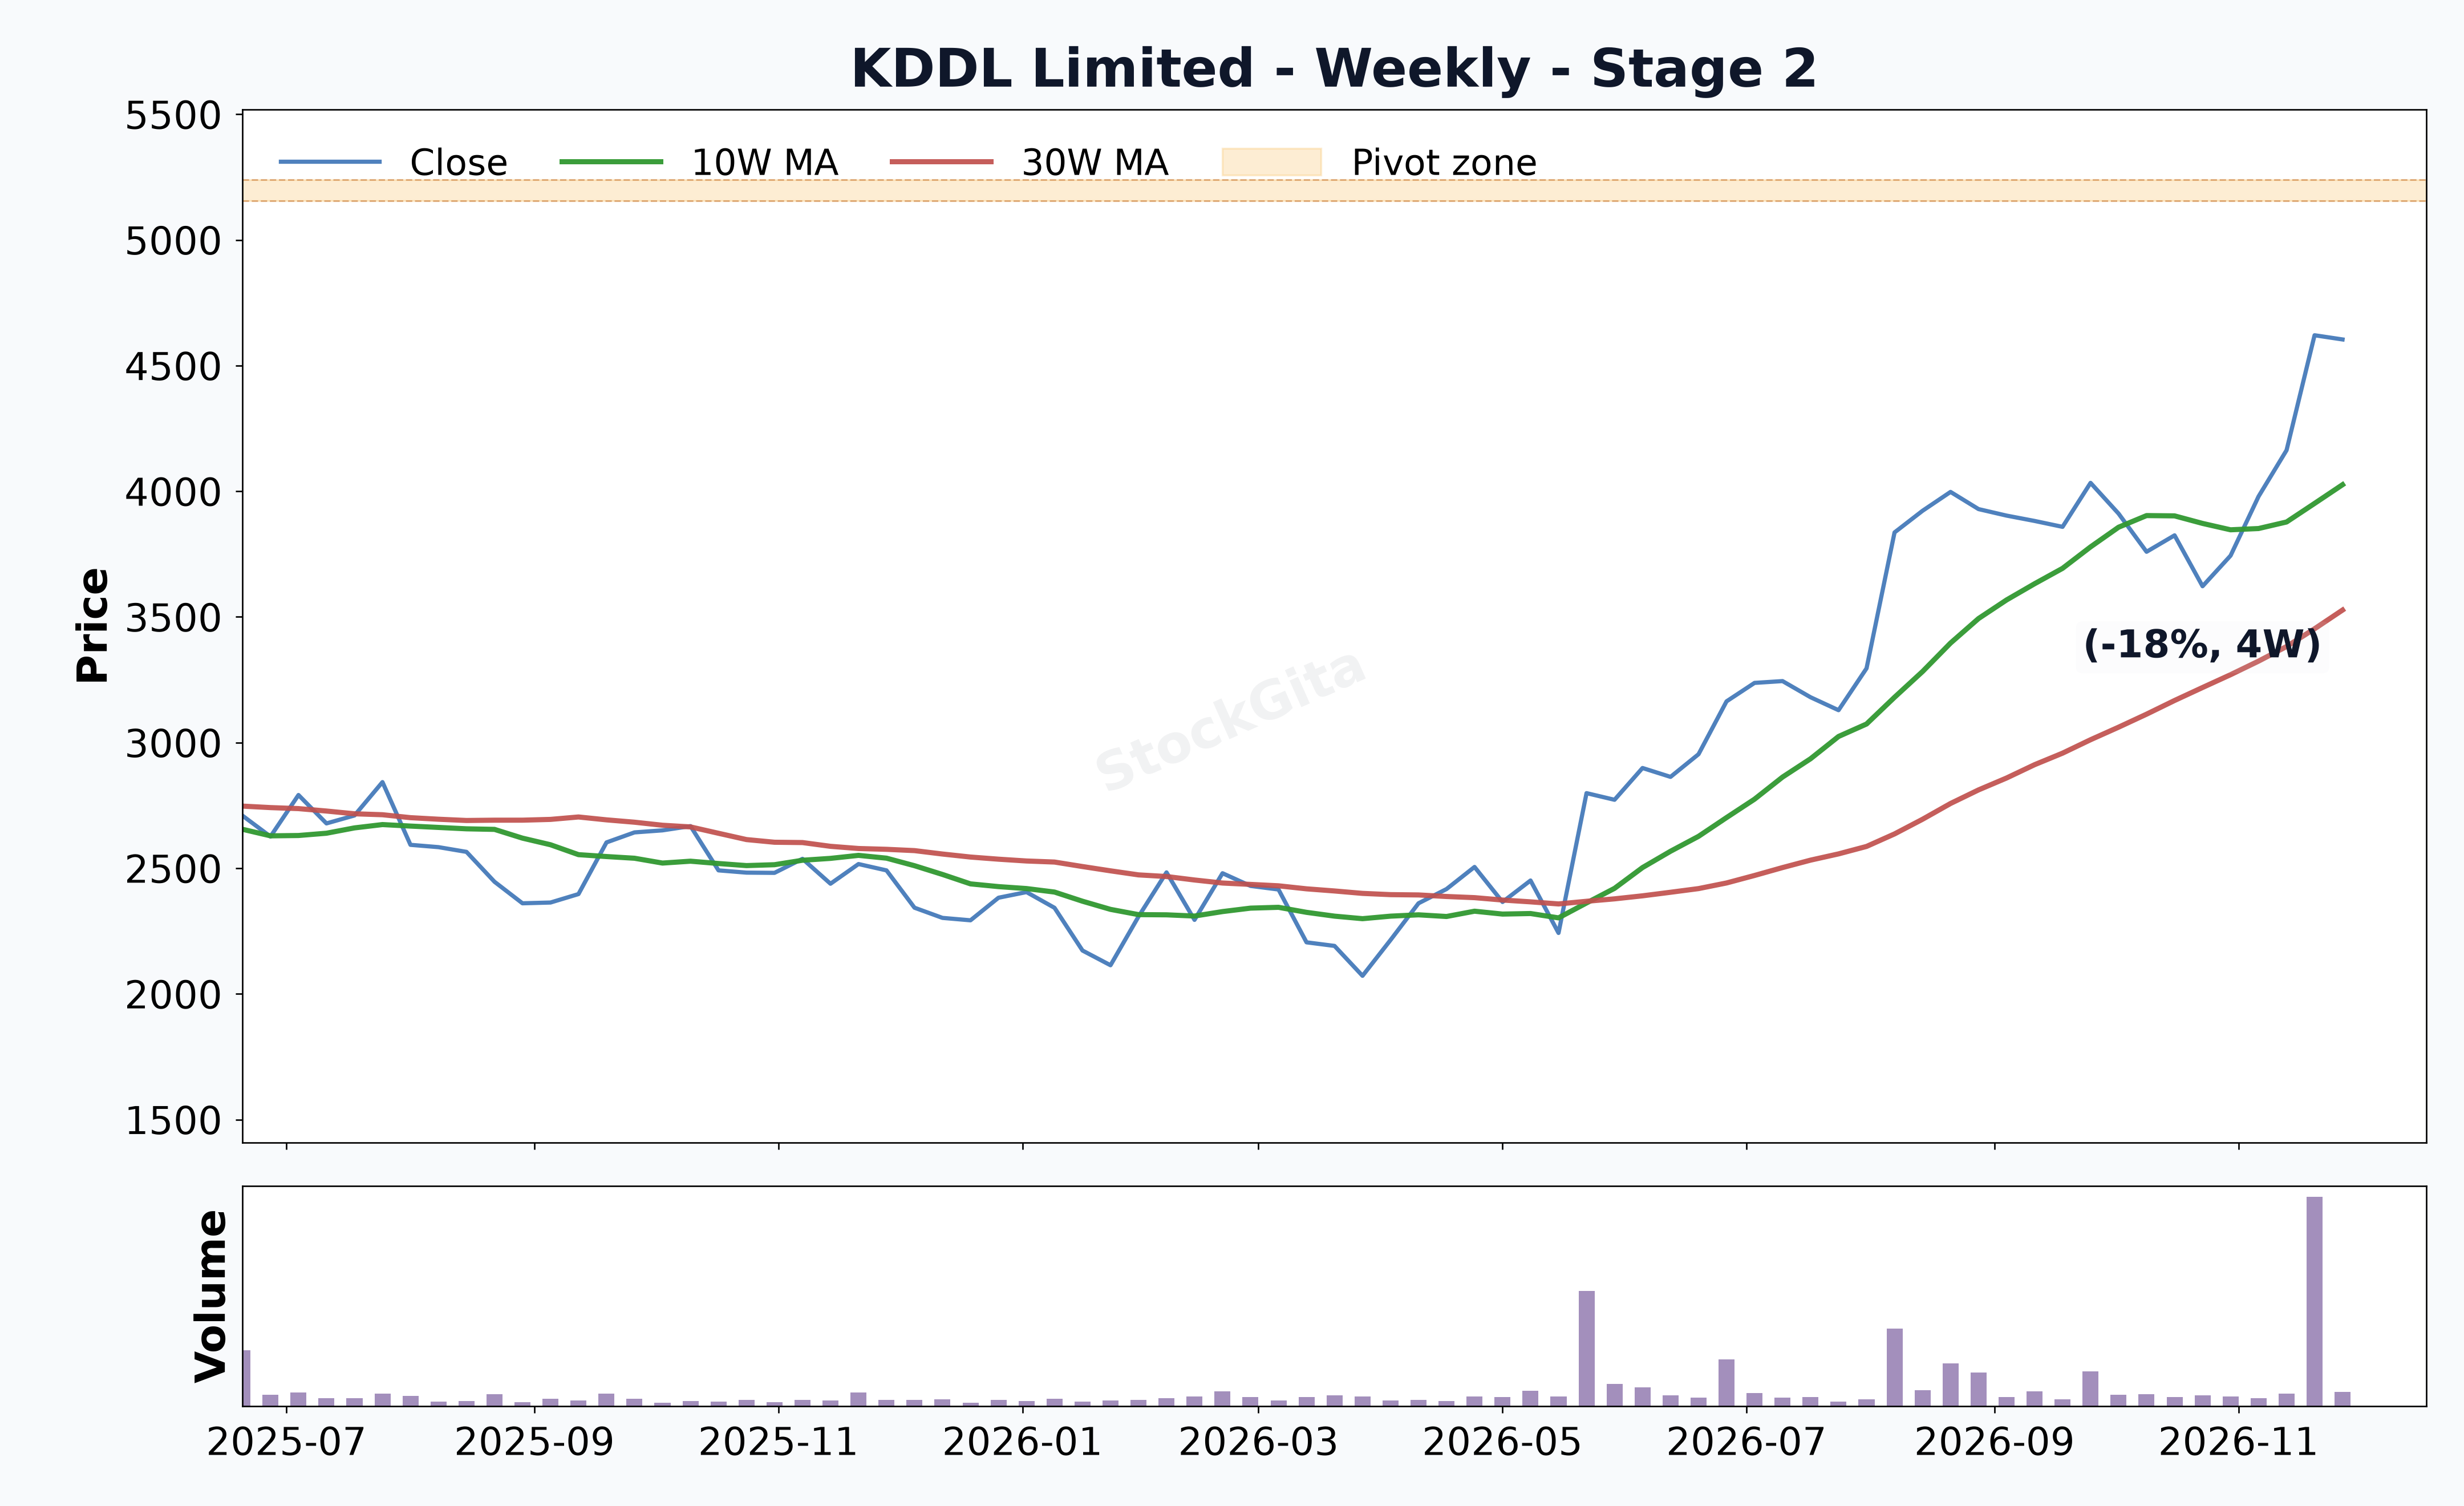 KDDL Limited - Weekly - Stage 2
Close 10W MA 30W MA Pivot zone
Price
5500
5000
4500
4000
3500
3000
2500
2000
1500
(-18%, 4W)
StockGita
Volume
2025-07 2025-09 2025-11 2026-01 2026-03 2026-05 2026-07 2026-09 2026-11